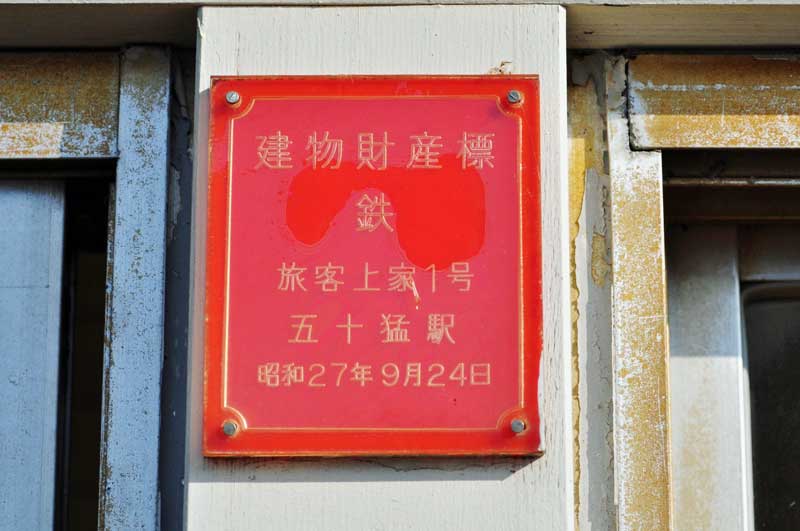 建物財産標
鉄
旅客上家1号
五十猛駅
昭和27年9月24日